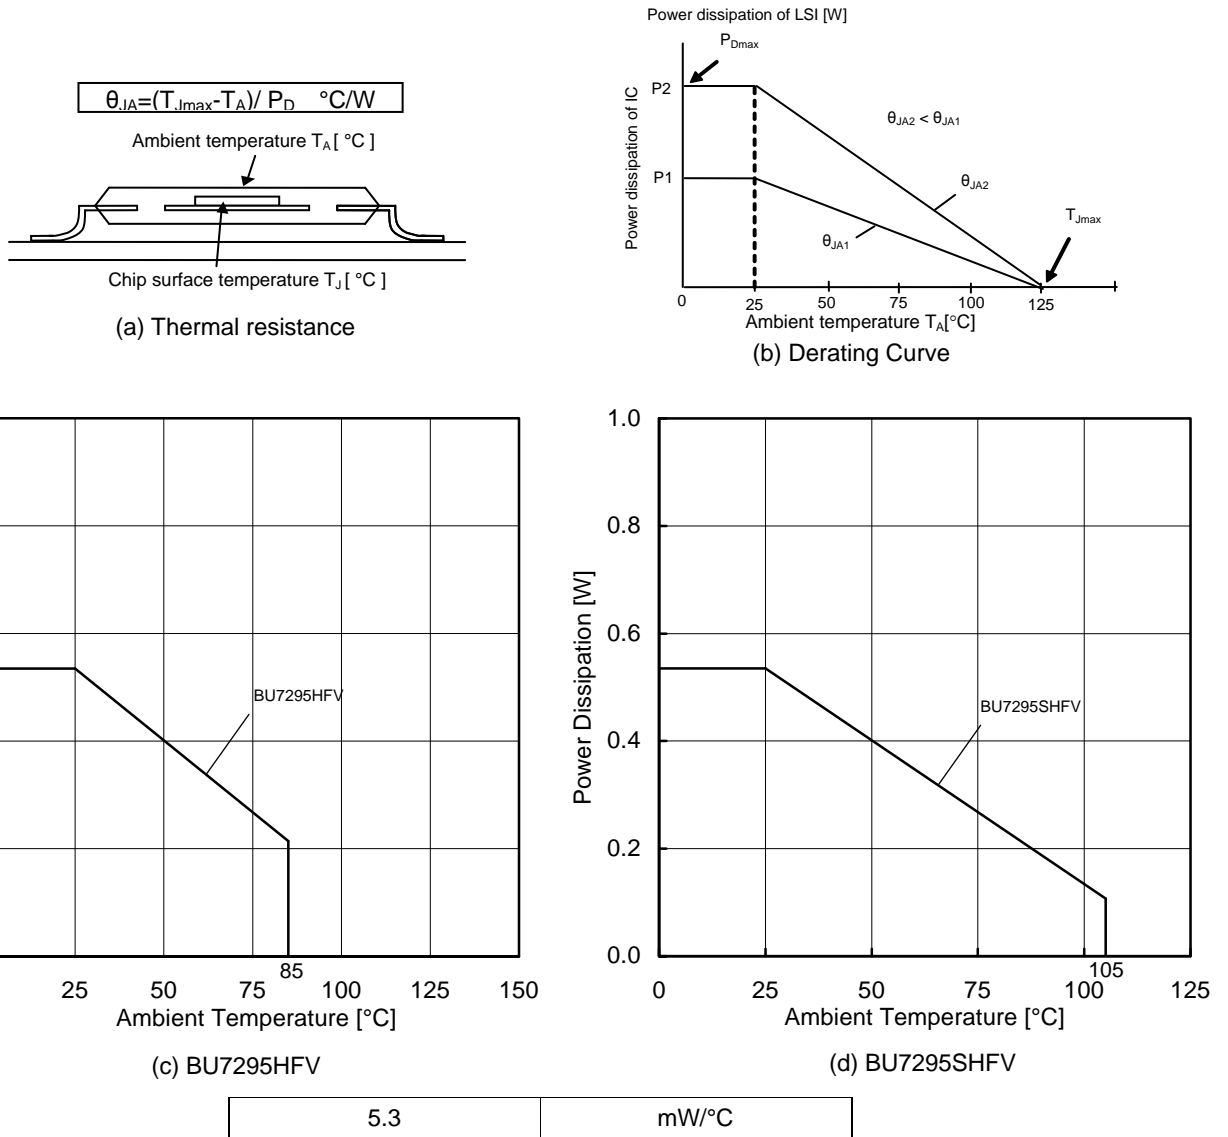 Power dissipation of LSI [W]
PDmax
θJA=(TJmax-TA)/ PD °C/W
Ambient temperature TA [ °C ]
Chip surface temperature TJ [ °C ]
(a) Thermal resistance
Power dissipation of IC
P2
P1
θJA2 < θJA1
θJA2
θJA1
TJmax
0 25 50 75 100 125
Ambient temperature TA[°C]
(b) Derating Curve
BU7295HFV
85
25 50 75 100 125 150
Ambient Temperature [°C]
(c) BU7295HFV
1.0
0.8
0.6
0.4
0.2
0.0
Power Dissipation [W]
BU7295SHFV
105
0 25 50 75 100 125
Ambient Temperature [°C]
(d) BU7295SHFV
5.3 mW/°C